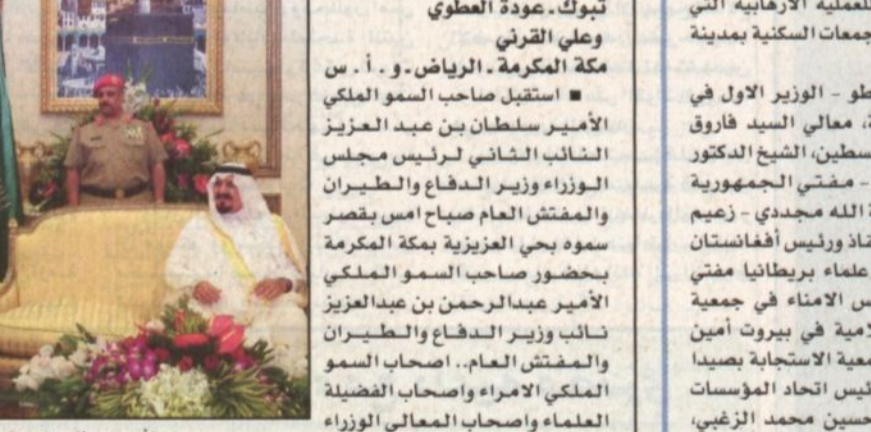 تبوك ـ عودة العطوي
وعلي القرني
مكة المكرمة ـ الرياض ـ و . أ . س
■ استقبل صاحب السمو الملكي
الأمير سلطان بن عبد العزيز
النائب الثاني لرئيس مجلس
الوزراء وزير الدفاع والطيران
والمفتش العام صباح امس بقصر
سموه بحي العزيزية بمكة المكرمة
بحضور صاحب السمو الملكي
الأمير عبدالرحمن بن عبدالعزيز
نائب وزير الدفاع والطيران
والمفتش العام.. اصحاب السمو
الملكي الامراء واصحاب الفضيلة
العلماء واصحاب المعالي الوزراء
للعملية الارهابية التي
جمعات السكنية بمدينة
طو - الوزير الاول في
ة، معالي السيد فاروق
سطين، الشيخ الدكتور
- مفتي الجمهورية
ة الله مجددي - زعيم
قاذ ورئيس أفغانستان
علماء بريطانيا مفتي
س الامناء في جمعية
لامية في بيروت أمين
معية الاستجابة بصيدا
ئيس اتحاد المؤسسات
حسين محمد الزغبي،